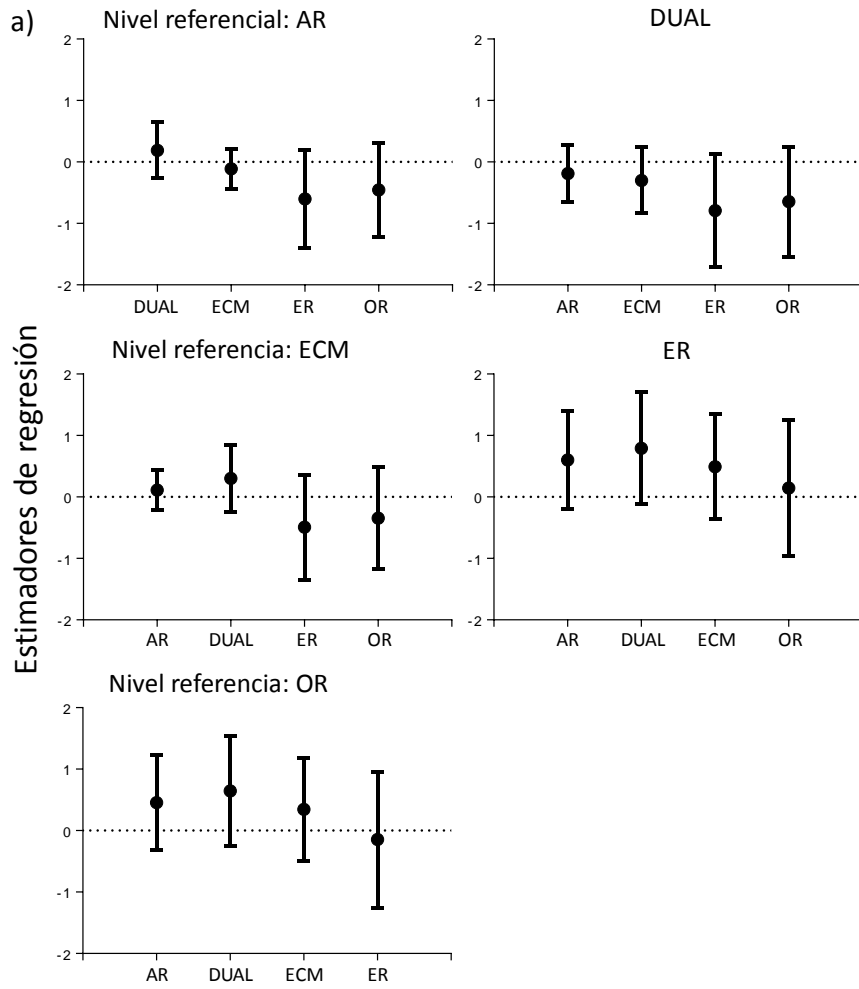 a)
Nivel referencial: AR
DUAL
Estimadores de regresión
2
1
0
-1
-2
DUAL ECM ER OR
2
1
0
-1
-2
AR ECM ER OR
Nivel referencia: ECM
ER
2
1
0
-1
-2
AR DUAL ER OR
2
1
0
-1
-2
AR DUAL ECM OR
Nivel referencia: OR
2
1
0
-1
-2
AR DUAL ECM ER